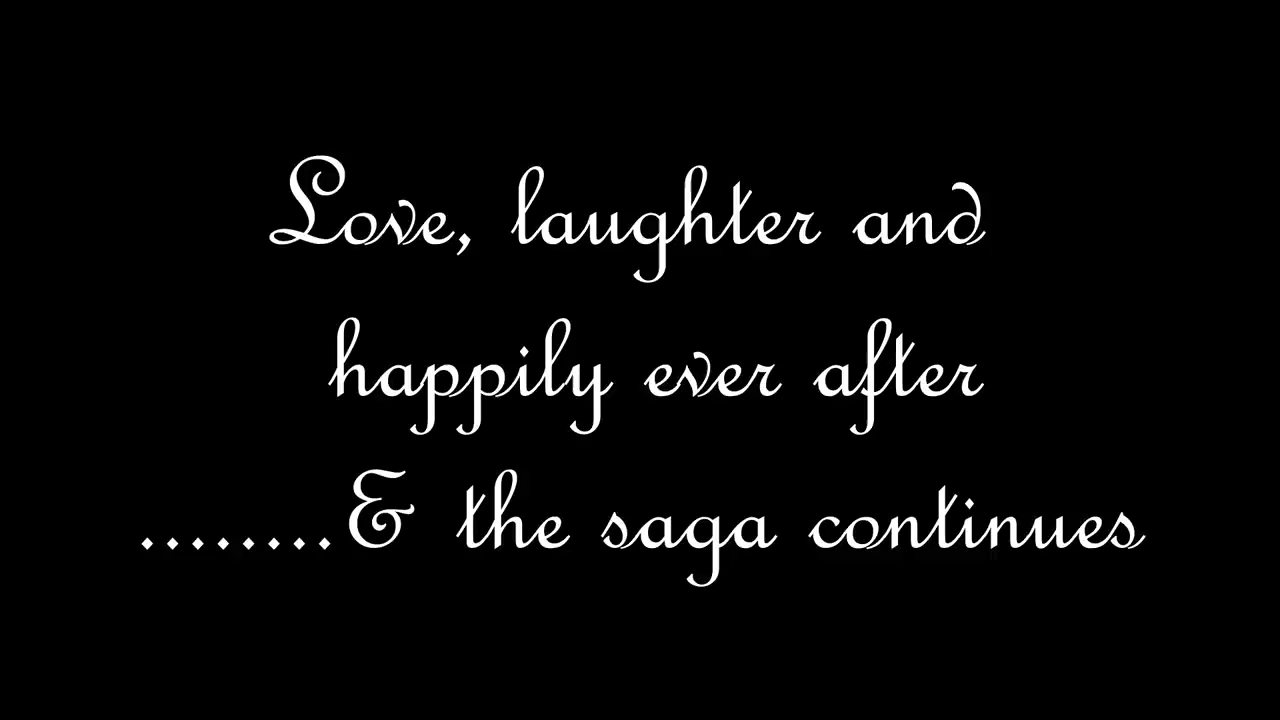 Love, laughter and
happily ever after
........& the saga continues